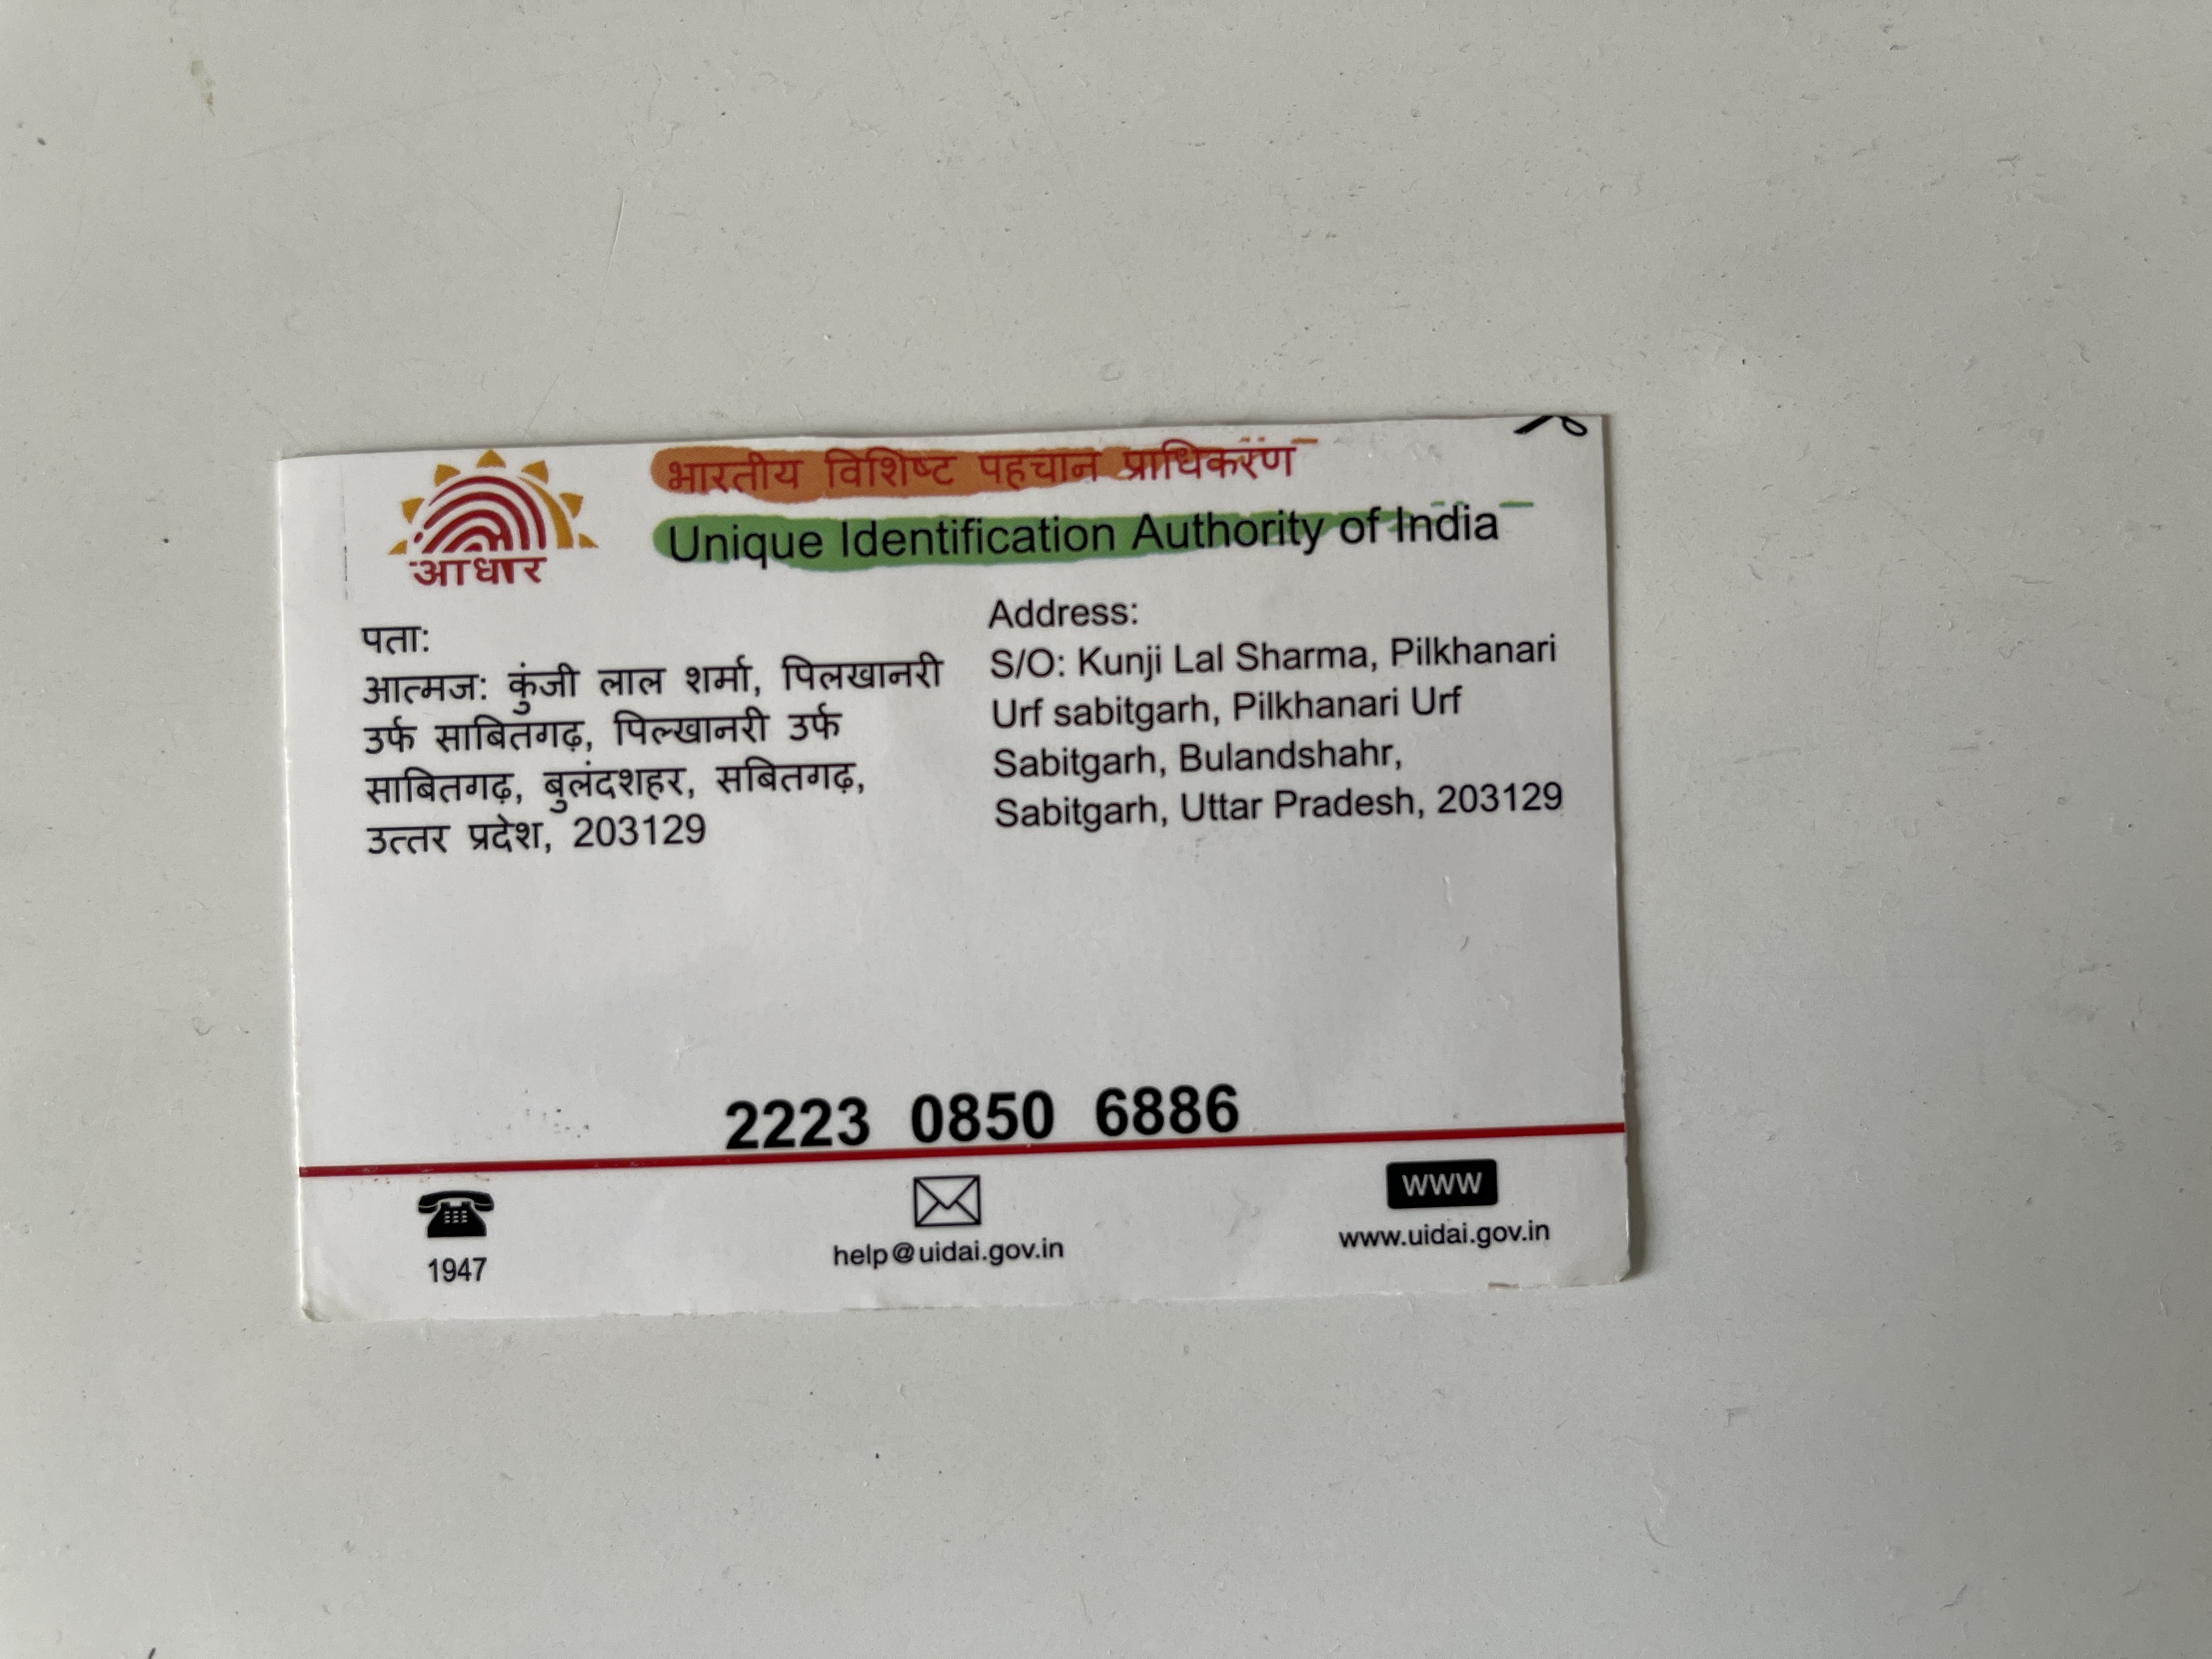 भारतीय विशिष्ट पहचान प्राधिकरण
Unique Identification Authority of India
आधार
पता:
आत्मज: कुंजी लाल शर्मा, पिलखानरी
उर्फ साबितगढ़, पिल्खानरी उर्फ
साबितगढ़, बुलंदशहर, सबितगढ़,
उत्तर प्रदेश, 203129
Address:
S/O: Kunji Lal Sharma, Pilkhanari
Urf sabitgarh, Pilkhanari Urf
Sabitgarh, Bulandshahr,
Sabitgarh, Uttar Pradesh, 203129
2223 0850 6886
1947
help@uidai.gov.in
www
www.uidai.gov.in